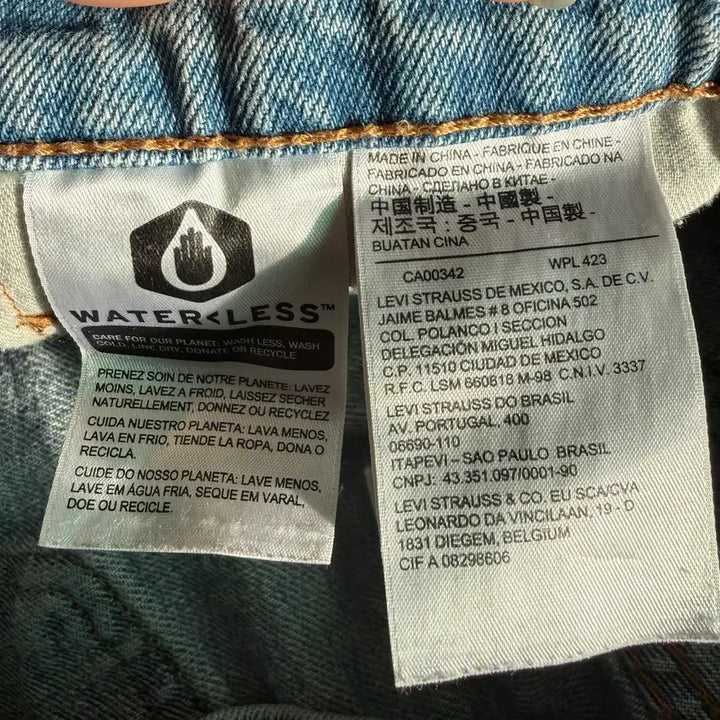 WATER<LESS™
CARE FOR OUR PLANET: WASH LESS, WASH
COLD, LINE DRY, DONATE OR RECYCLE
PRENEZ SOIN DE NOTRE PLANETE: LAVEZ
MOINS, LAVEZ A FROID, LAISSEZ SECHER
NATURELLEMENT, DONNEZ OU RECYCLEZ
CUIDA NUESTRO PLANETA: LAVA MENOS,
LAVA EN FRIO, TIENDE LA ROPA, DONA O
RECICLA.
CUIDE DO NOSSO PLANETA: LAVE MENOS,
LAVE EM ÁGUA FRIA, SEQUE EM VARAL,
DOE OU RECICLE.
MADE IN CHINA - FABRIQUE EN CHINE -
FABRICADO EN CHINA - FABRICADO NA
CHINA - СДЕЛАНО В КИТАЕ -
中国制造 - 中國製 -
제조국 : 중국 - 中国製 -
BUATAN CINA
CA00342 WPL 423
LEVI STRAUSS DE MEXICO, S.A. DE C.V.
JAIME BALMES # 8 OFICINA 502
COL. POLANCO I SECCION
DELEGACIÓN MIGUEL HIDALGO
C.P. 11510 CIUDAD DE MEXICO
R.F.C. LSM 660818 M-98 C.N.I.V. 3337
LEVI STRAUSS DO BRASIL
AV. PORTUGAL, 400
06690-110
ITAPEVI - SAO PAULO BRASIL
CNPJ: 43.351.097/0001-90
LEVI STRAUSS & CO. EU SCA/CVA
LEONARDO DA VINCILAAN, 19 - D
1831 DIEGEM, BELGIUM
CIF A 08298606